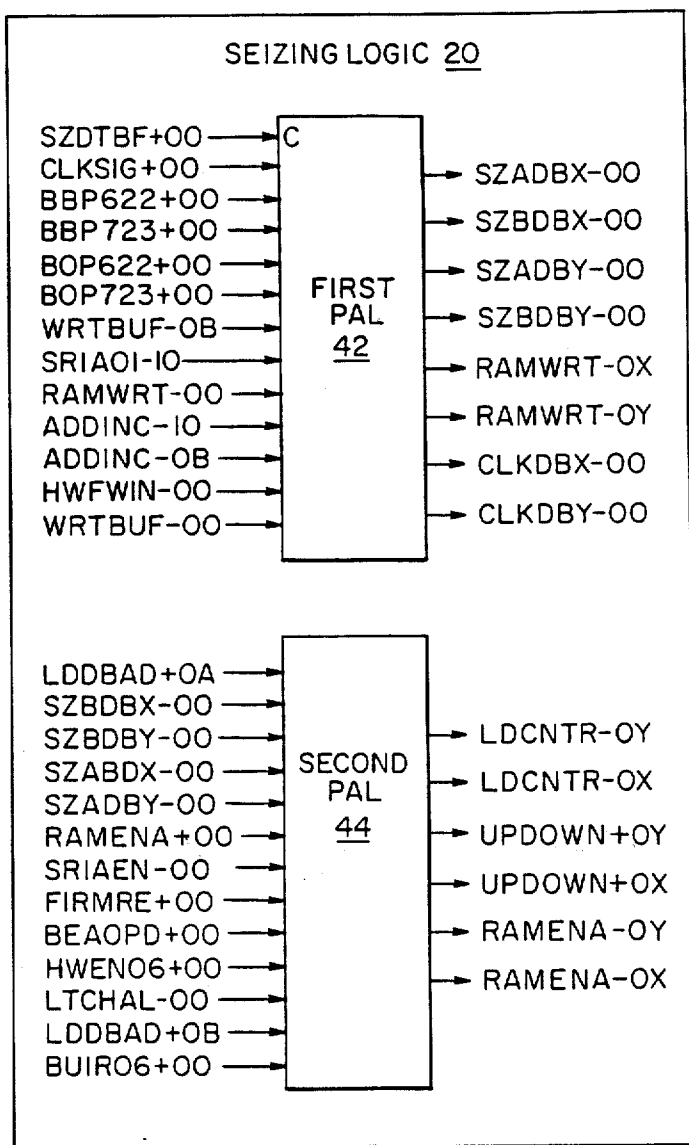 SEIZING LOGIC 20
SZDTBF+00
CLKSIG+00
BBP622+00
BBP723+00
BOP622+00
BOP723+00
WRTBUF-0B
SRIA01-10
RAMWRT-00
ADDINC-10
ADDINC-0B
HWFWIN-00
WRTBUF-00
C
FIRST
PAL
42
SZADBX-00
SZBDBX-00
SZADBY-00
SZBDBY-00
RAMWRT-0X
RAMWRT-0Y
CLKDBX-00
CLKDBY-00
LDDBAD+0A
SZBDBX-00
SZBDBY-00
SZABDX-00
SZADBY-00
RAMENA+00
SRIAEN-00
FIRMRE+00
BEAOPD+00
HWEN06+00
LTCHAL-00
LDDBAD+0B
BUIR06+00
SECOND
PAL
44
LDCNTR-0Y
LDCNTR-0X
UPDOWN+0Y
UPDOWN+0X
RAMENA-0Y
RAMENA-0X